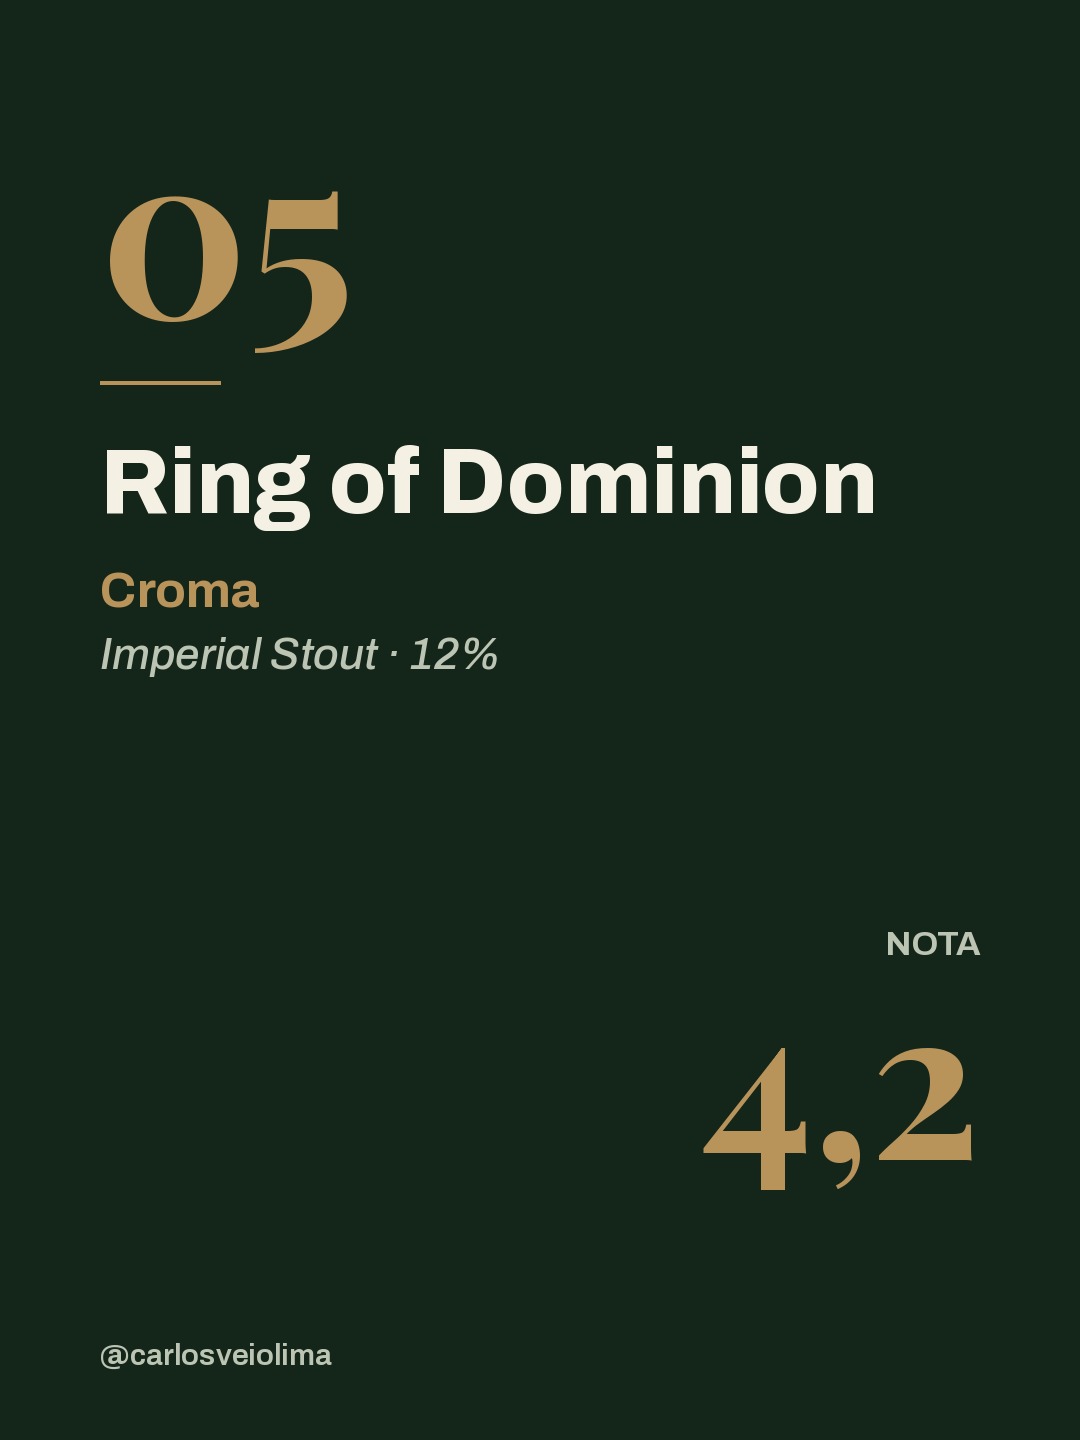 05
Ring of Dominion
Croma
Imperial Stout · 12%
NOTA
4,2
@carlosveiolima